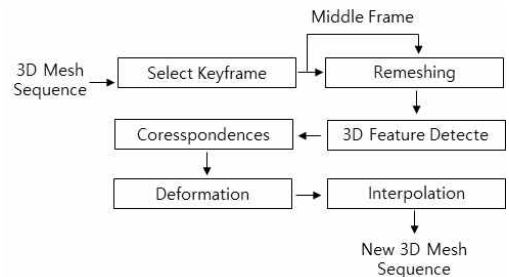 Middle Frame
3D Mesh
Sequence
Select Keyframe
Remeshing
Coresspondences
3D Feature Detecte
Deformation
Interpolation
New 3D Mesh
Sequence